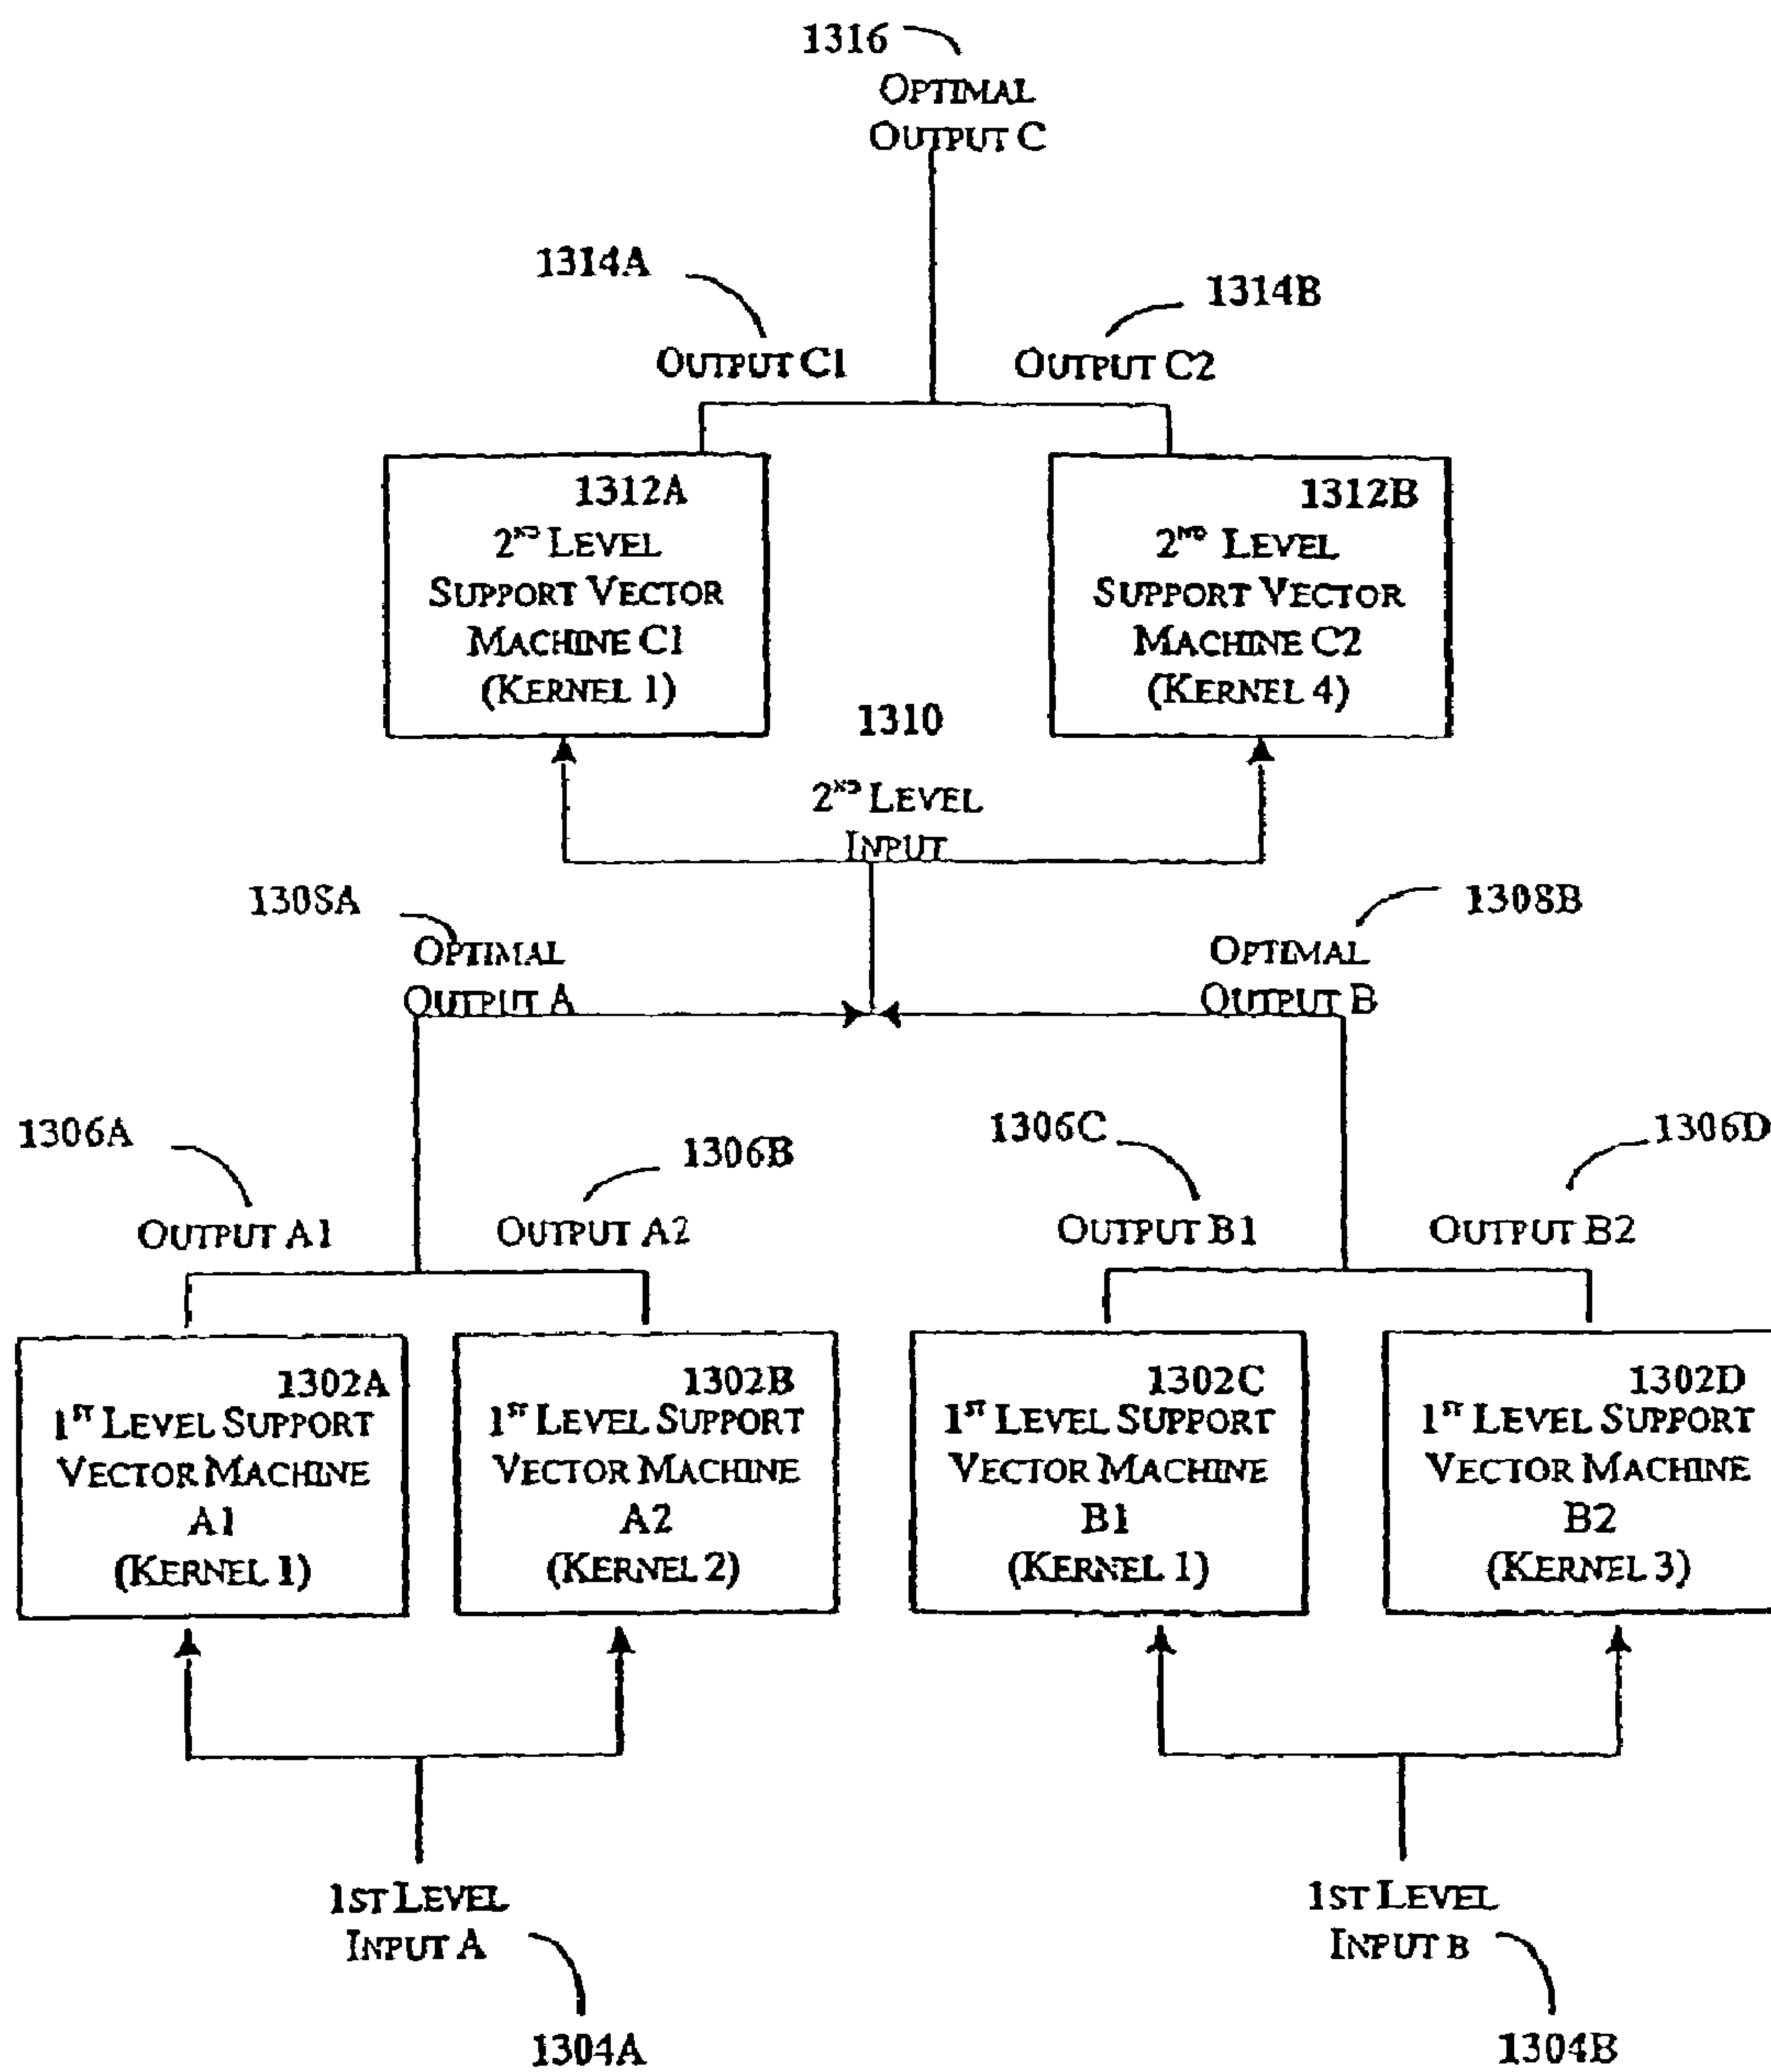 1316
OPTIMAL
OUTPUT C
1314A
1314B
OUTPUT C1
OUTPUT C2
1312A
2ND LEVEL
SUPPORT VECTOR
MACHINE C1
(KERNEL 1)
1312B
2ND LEVEL
SUPPORT VECTOR
MACHINE C2
(KERNEL 4)
1310
2ND LEVEL
INPUT
1308A
OPTIMAL
OUTPUT A
1308B
OPTIMAL
OUTPUT B
1306A
1306B
1306C
1306D
OUTPUT A1
OUTPUT A2
OUTPUT B1
OUTPUT B2
1302A
1ST LEVEL SUPPORT
VECTOR MACHINE
A1
(KERNEL 1)
1302B
1ST LEVEL SUPPORT
VECTOR MACHINE
A2
(KERNEL 2)
1302C
1ST LEVEL SUPPORT
VECTOR MACHINE
B1
(KERNEL 1)
1302D
1ST LEVEL SUPPORT
VECTOR MACHINE
B2
(KERNEL 3)
1ST LEVEL
INPUT A
1304A
1ST LEVEL
INPUT B
1304B